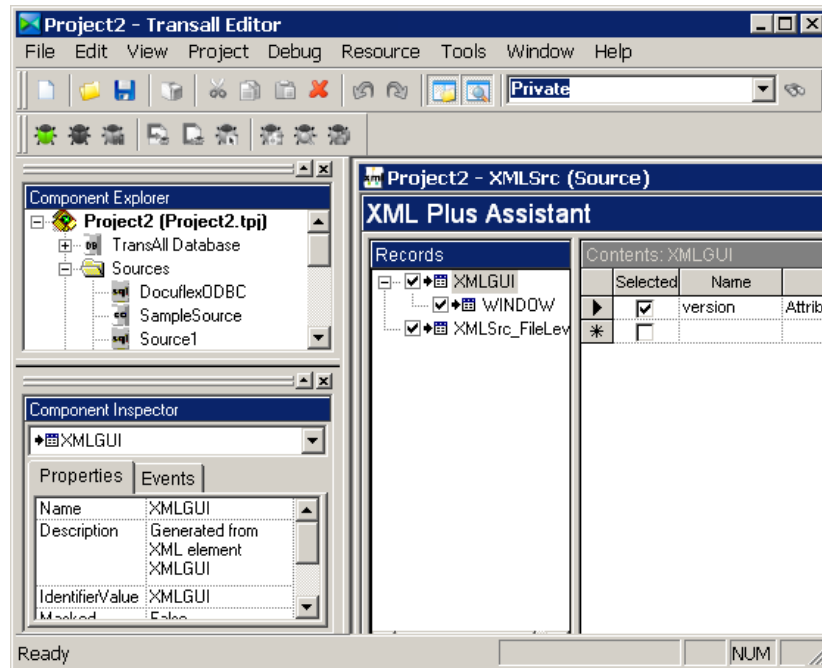 Project2 - Transall Editor
File Edit View Project Debug Resource Tools Window Help
Private
Component Explorer
Project2 (Project2.tpj)
TransAll Database
Sources
DocuflexODBC
SampleSource
Source1
Component Inspector
XMLGUI
Properties Events
Name XMLGUI
Description Generated from
XML element
XMLGUI
IdentifierValue XMLGUI
Masked False
Project2 - XMLSrc (Source)
XML Plus Assistant
Records
XMLGUI
WINDOW
XMLSrc_FileLev
Contents: XMLGUI
Selected Name
version Attrib
Ready
NUM